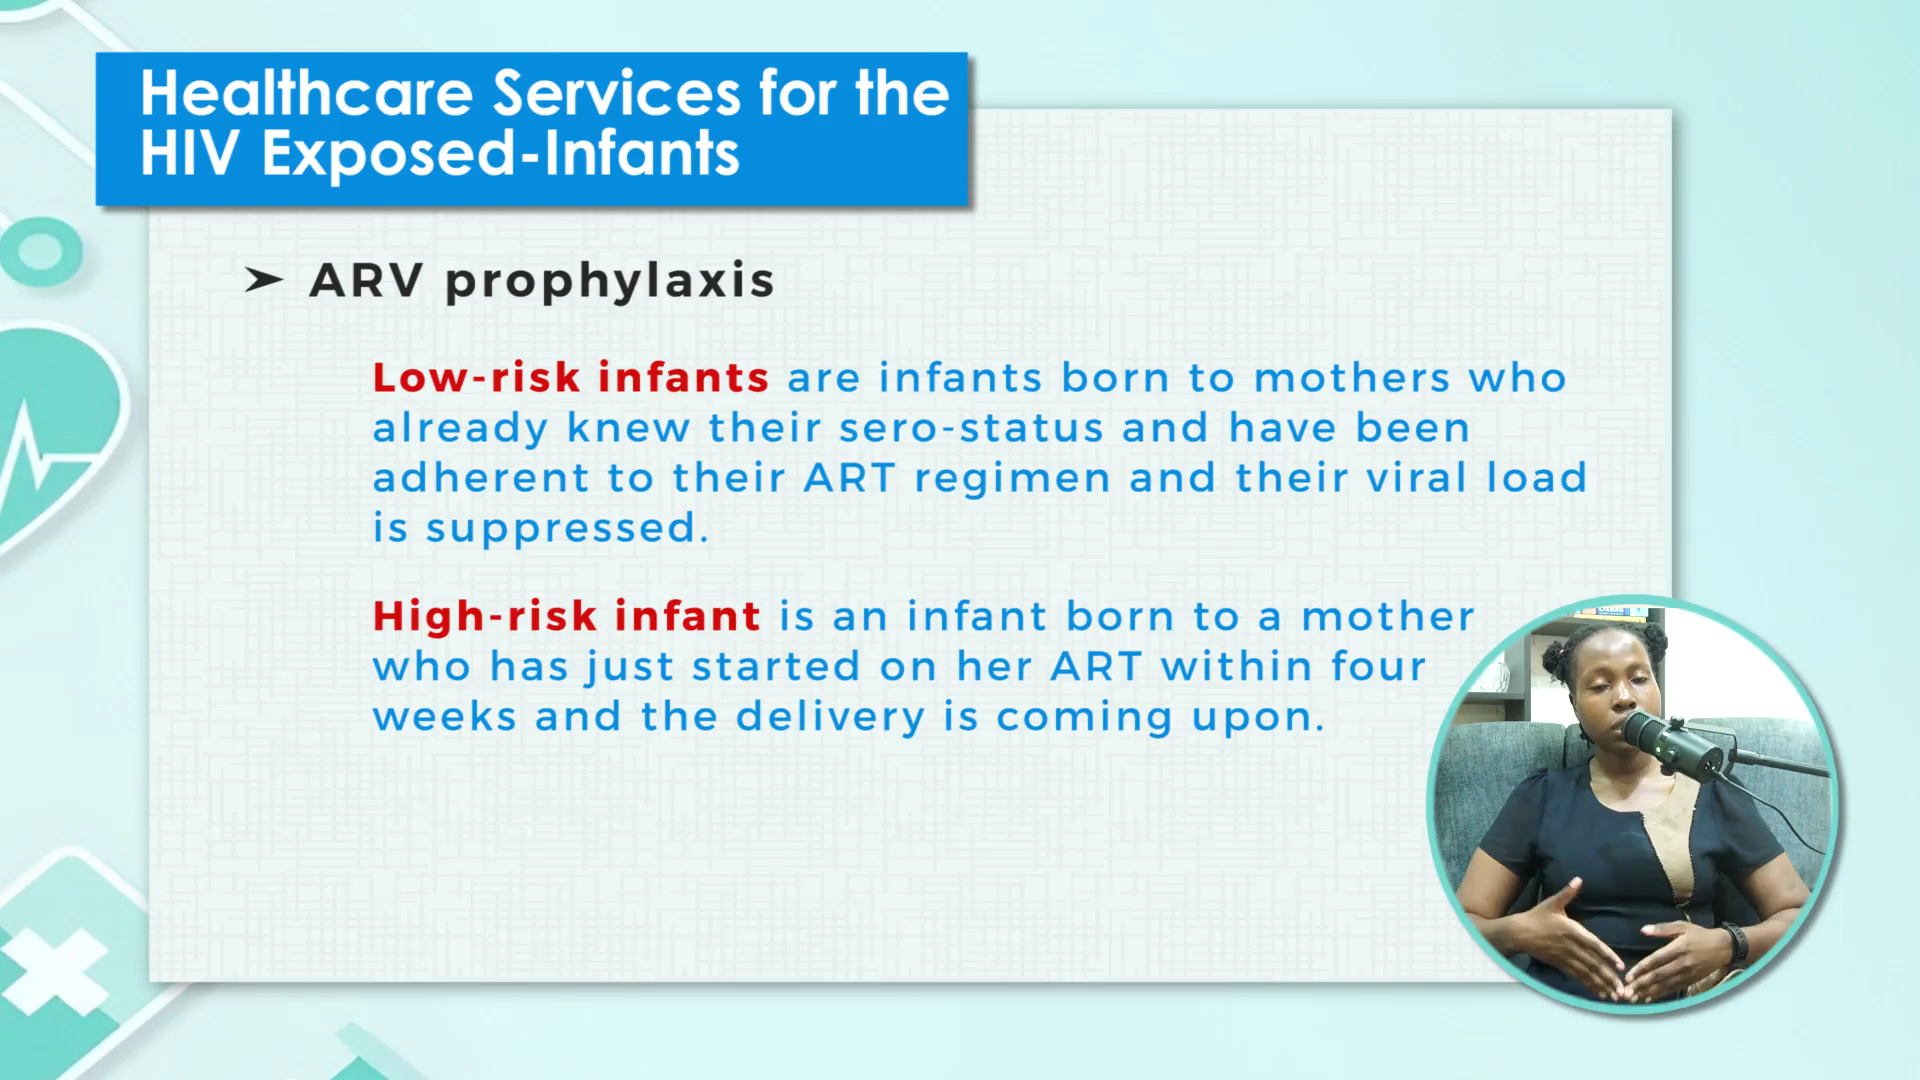 Healthcare Services for the
HIV Exposed-Infants
➤ ARV prophylaxis
Low-risk infants are infants born to mothers who
already knew their sero-status and have been
adherent to their ART regimen and their viral load
is suppressed.
High-risk infant is an infant born to a mother
who has just started on her ART within four
weeks and the delivery is coming upon.